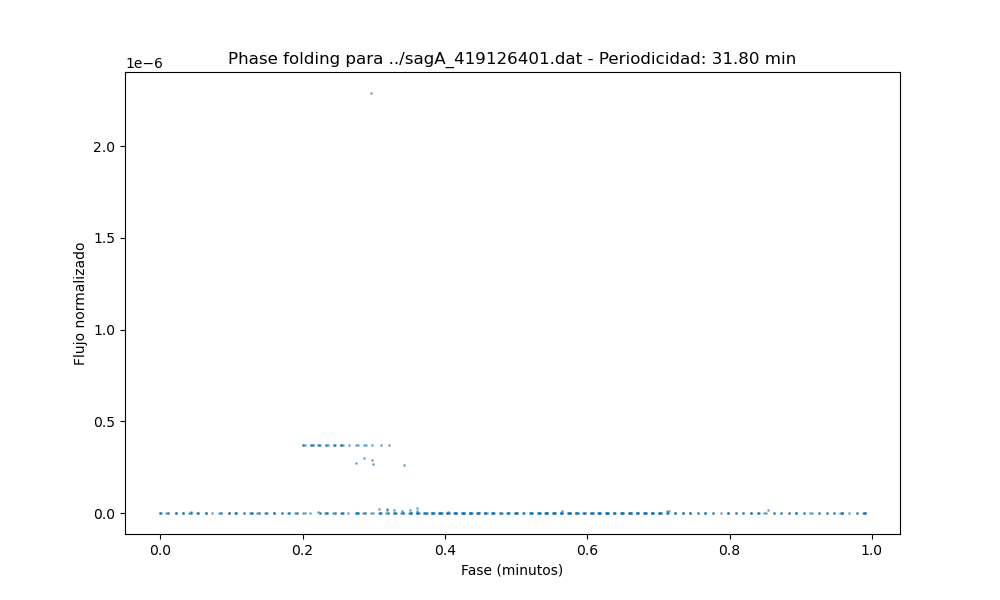 Phase folding para ../sagA_419126401.dat - Periodicidad: 31.80 min
1e−6
2.0
1.5
1.0
0.5
0.0
Flujo normalizado
0.0 0.2 0.4 0.6 0.8 1.0
Fase (minutos)